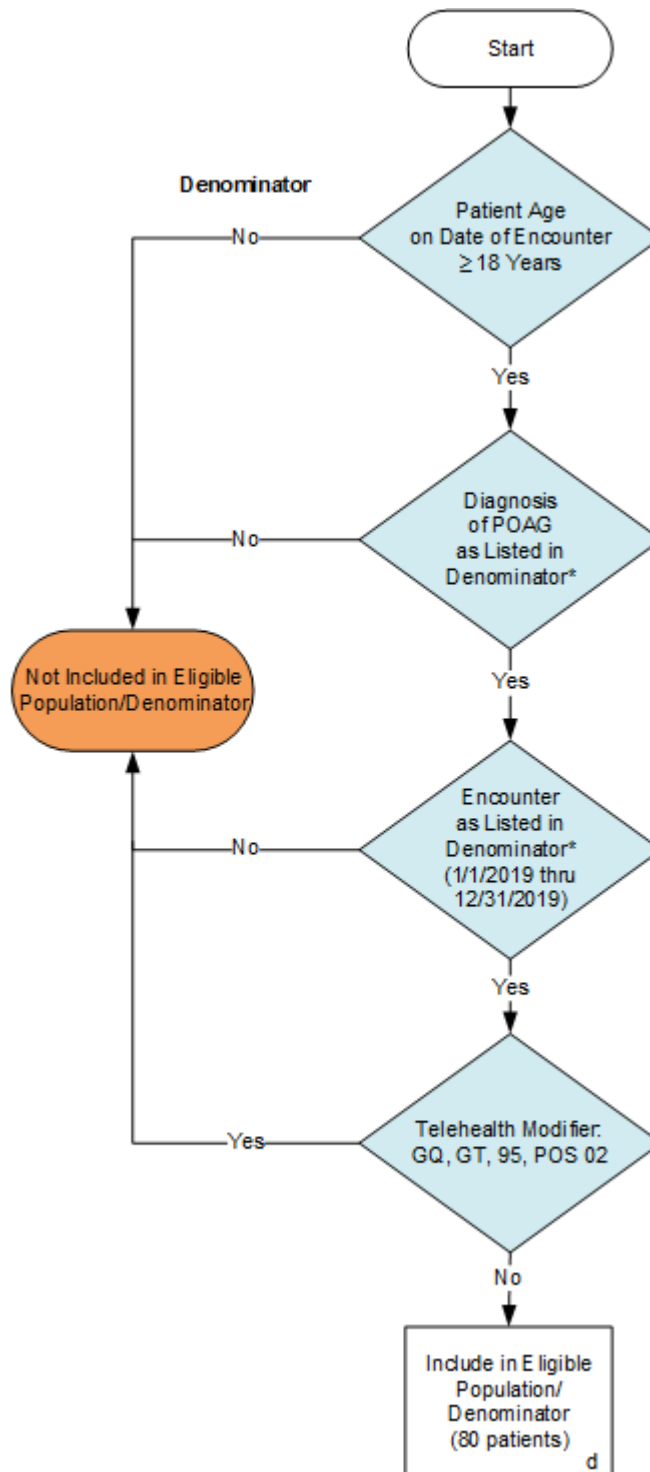 Start
Denominator
Patient Age
on Date of Encounter
≥ 18 Years
No
Yes
Diagnosis
of POAG
as Listed in
Denominator*
No
Yes
Not Included in Eligible
Population/Denominator
Encounter
as Listed in
Denominator*
(1/1/2019 thru
12/31/2019)
No
Yes
Telehealth Modifier:
GQ, GT, 95, POS 02
Yes
No
Include in Eligible
Population/
Denominator
(80 patients)
d